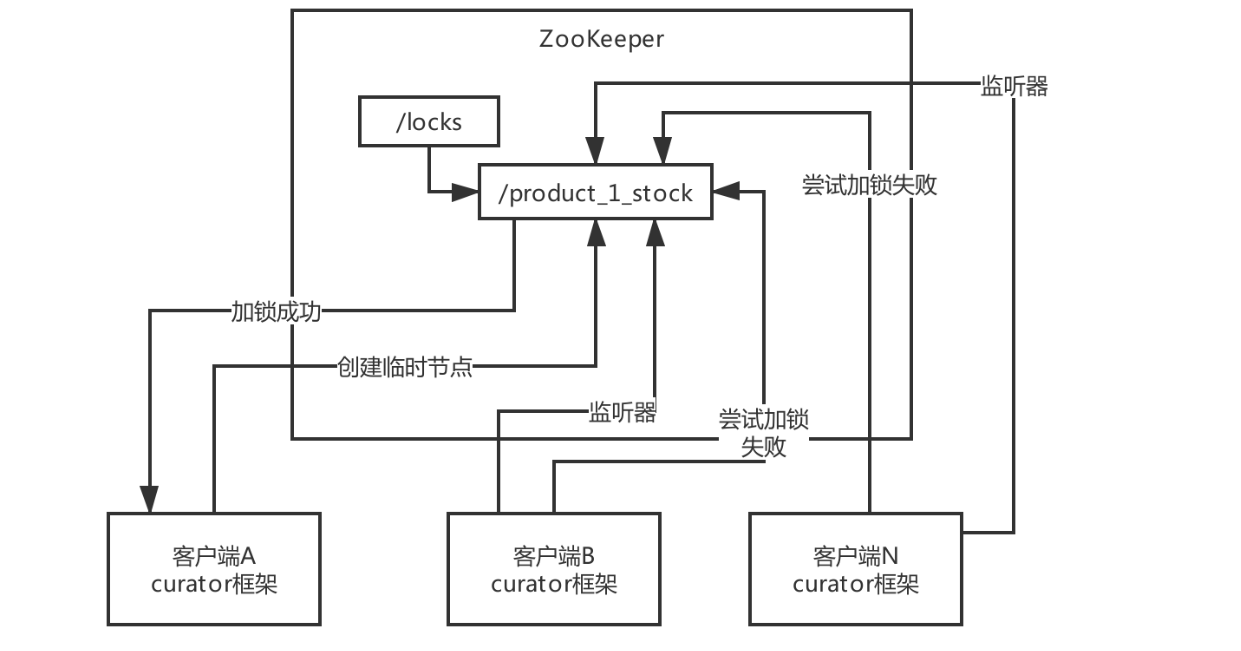 ZooKeeper
监听器
/locks
尝试加锁失败
/product_1_stock
加锁成功
创建临时节点
监听器
尝试加锁
失败
客户端A
curator框架
客户端B
curator框架
客户端N
curator框架